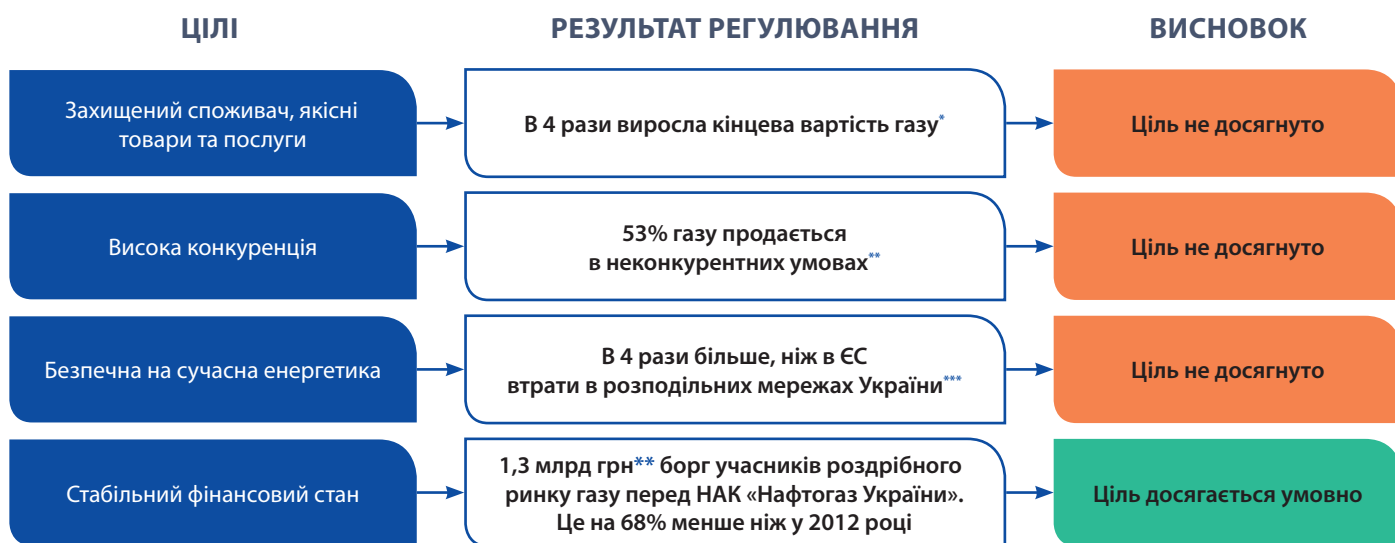 ЦІЛІ
РЕЗУЛЬТАТ РЕГУЛЮВАННЯ
ВИСНОВОК
Захищений споживач, якісні
товари та послуги
В 4 рази виросла кінцева вартість газу*
Ціль не досягнуто
Висока конкуренція
53% газу продається
в неконкурентних умовах**
Ціль не досягнуто
Безпечна на сучасна енергетика
В 4 рази більше, ніж в ЄС
втрати в розподільних мережах України***
Ціль не досягнуто
Стабільний фінансовий стан
1,3 млрд грн** борг учасників роздрібного
ринку газу перед НАК «Нафтогаз України».
Це на 68% менше ніж у 2012 році
Ціль досягається умовно